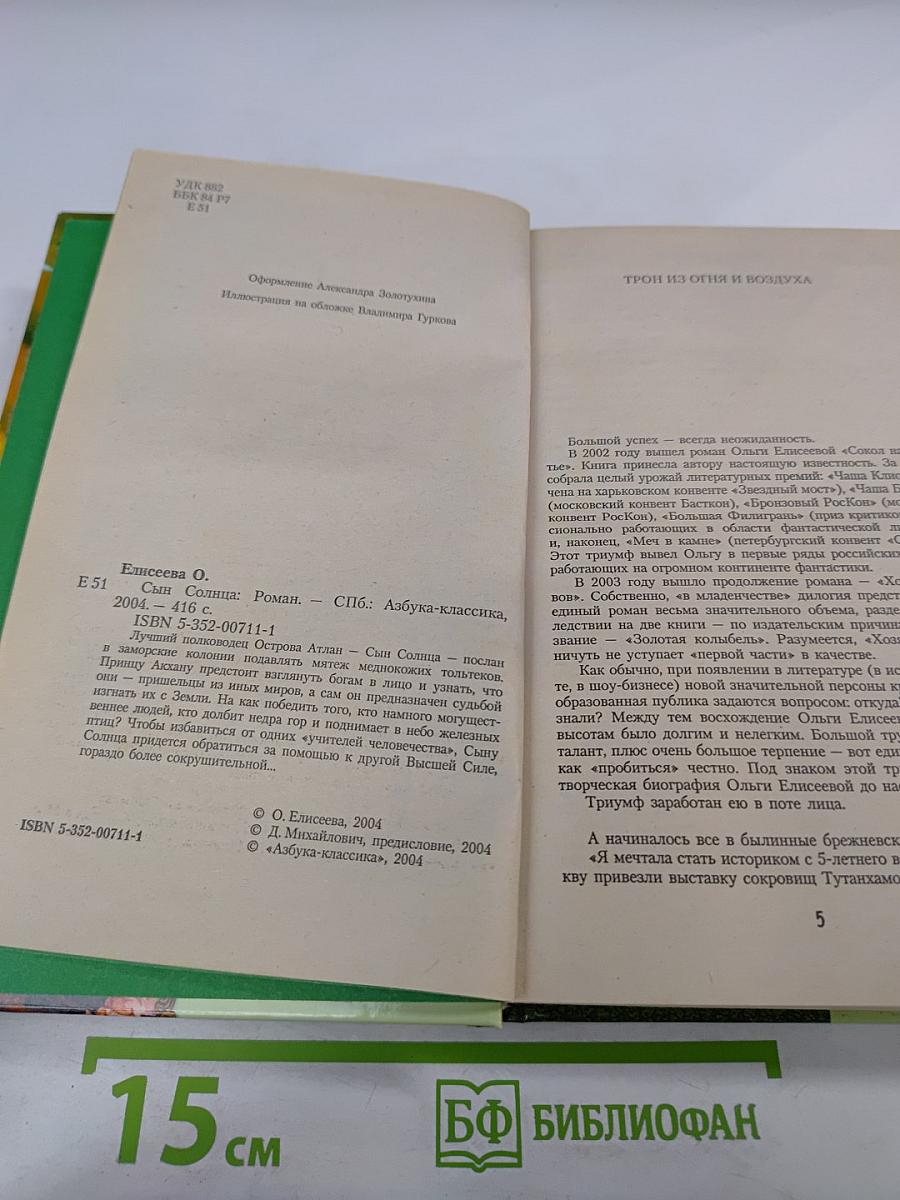 УДК 882
ББК 84 Р7
Е 51
Оформление Александра Золотухина
Иллюстрация на обложке Владимира Гуркова
Елисеева О.
Е 51
Сын Солнца: Роман. — СПб.: Азбука-классика,
2004. — 416 с.
ISBN 5-352-00711-1
Лучший полководец Острова Атлан — Сын Солнца — послан
в заморские колонии подавлять мятеж меднокожих тольтеков.
Принцу Акхану предстоит взглянуть богам в лицо и узнать, что
они — пришельцы из иных миров, а сам он предназначен судьбой
изгнать их с Земли. На как победить того, кто намного могущест-
веннее людей, кто долбит недра гор и поднимает в небо железных
птиц? Чтобы избавиться от одних «учителей человечества», Сыну
Солнца придется обратиться за помощью к другой Высшей Силе,
гораздо более сокрушительной...
© О. Елисеева, 2004
ISBN 5-352-00711-1
© Д. Михайлович, предисловие, 2004
© «Азбука-классика», 2004
ТРОН ИЗ ОГНЯ И ВОЗДУХА
Большой успех — всегда неожиданность.
В 2002 году вышел роман Ольги Елисеевой «Сокол на
тье». Книга принесла автору настоящую известность. За
собрала целый урожай литературных премий: «Чаша Клио
чена на харьковском конвенте «Звездный мост»), «Чаша Б
(московский конвент Басткон), «Бронзовый РосКон» (мо
конвент РосКон), «Большая Филигрань» (приз критико
сионально работающих в области фантастической ли
и, наконец, «Меч в камне» (петербургский конвент «С
Этот триумф вывел Ольгу в первые ряды российских
работающих на огромном континенте фантастики.
В 2003 году вышло продолжение романа — «Хо
вов». Собственно, «в младенчестве» дилогия предст
единый роман весьма значительного объема, разде
ледствии на две книги — по издательским причина
звание — «Золотая колыбель». Разумеется, «Хозя
ничуть не уступает «первой части» в качестве.
Как обычно, при появлении в литературе (в ис
те, в шоу-бизнесе) новой значительной персоны к
образованная публика задаются вопросом: откуда
знали? Между тем восхождение Ольги Елисеев
высотам было долгим и нелегким. Большой тру
талант, плюс очень большое терпение — вот еди
как «пробиться» честно. Под знаком этой тр
творческая биография Ольги Елисеевой до на
Триумф заработан ею в поте лица.
А начиналось все в былинные брежневск
«Я мечтала стать историком с 5-летнего в
кву привезли выставку сокровищ Тутанхамо
5
15 см
БФ БИБЛИОФАН